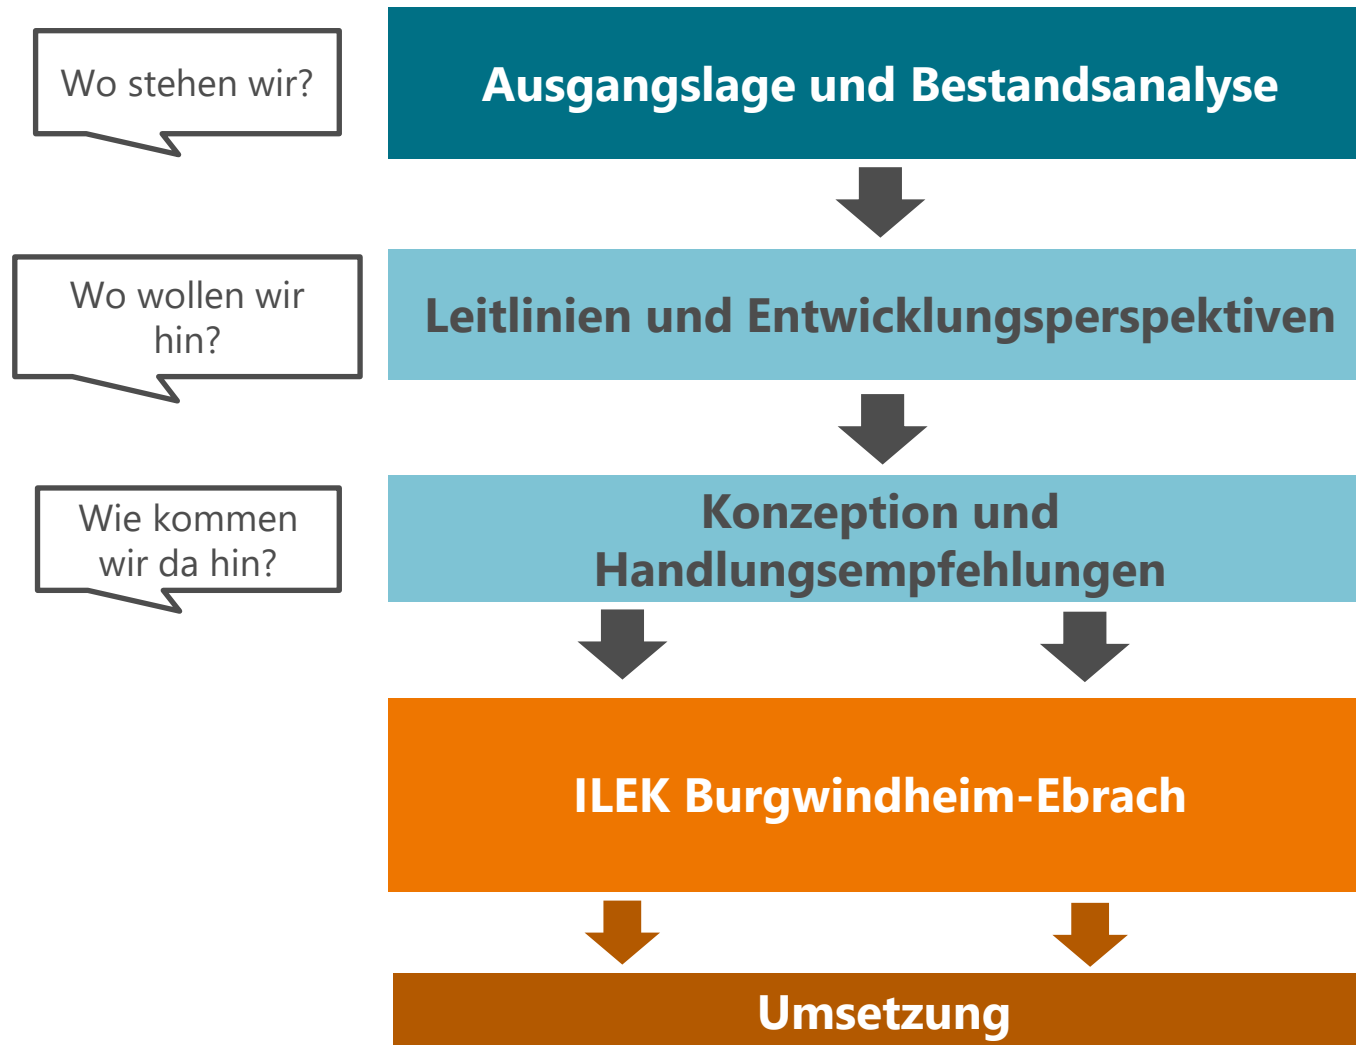 Wo stehen wir?
Ausgangslage und Bestandsanalyse
Wo wollen wir
hin?
Leitlinien und Entwicklungsperspektiven
Wie kommen
wir da hin?
Konzeption und
Handlungsempfehlungen
ILEK Burgwindheim-Ebrach
Umsetzung